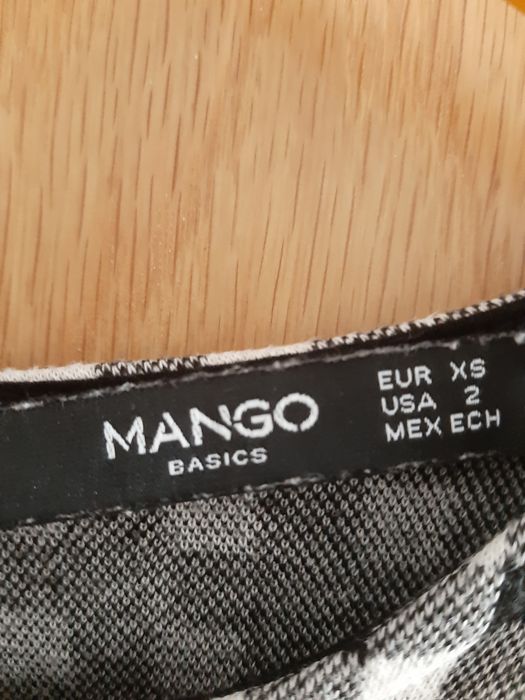 MANGO
BASICS
EUR XS
USA 2
MEX ECH